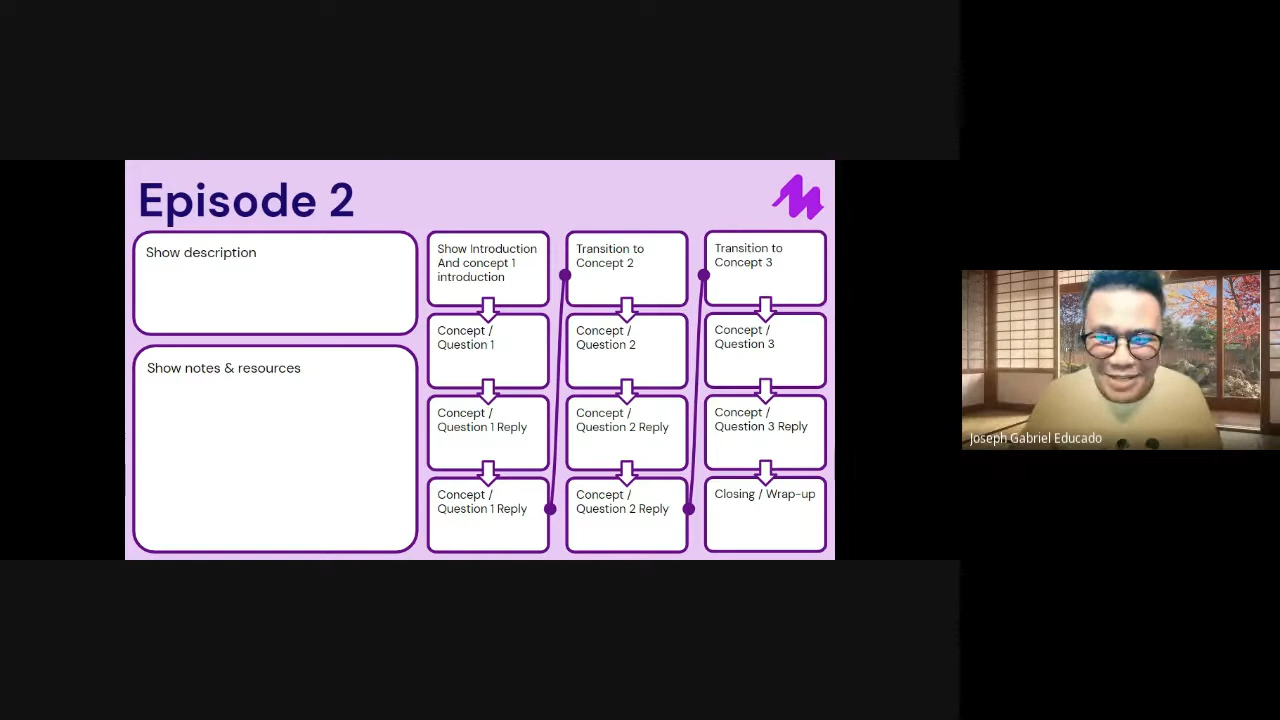 Episode 2
Show description
Show notes & resources
Show Introduction
And concept 1
introduction
Concept /
Question 1
Concept /
Question 1 Reply
Concept /
Question 1 Reply
Transition to
Concept 2
Concept /
Question 2
Concept /
Question 2 Reply
Concept /
Question 2 Reply
Transition to
Concept 3
Concept /
Question 3
Concept /
Question 3 Reply
Closing / Wrap-up
Joseph Gabriel Educado